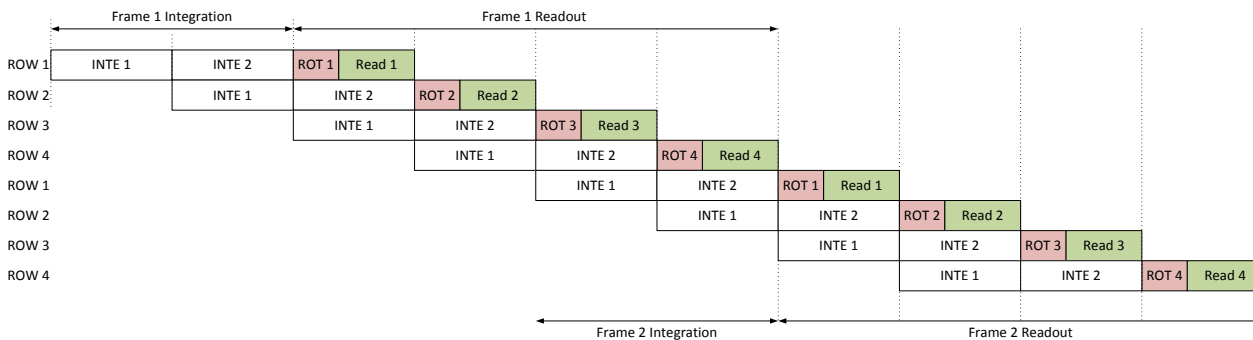 Frame 1 Integration Frame 1 Readout
ROW 1 INTE 1 INTE 2 ROT 1 Read 1
ROW 2 INTE 1 INTE 2 ROT 2 Read 2
ROW 3 INTE 1 INTE 2 ROT 3 Read 3
ROW 4 INTE 1 INTE 2 ROT 4 Read 4
ROW 1 INTE 1 INTE 2 ROT 1 Read 1
ROW 2 INTE 1 INTE 2 ROT 2 Read 2
ROW 3 INTE 1 INTE 2 ROT 3 Read 3
ROW 4 INTE 1 INTE 2 ROT 4 Read 4
Frame 2 Integration Frame 2 Readout